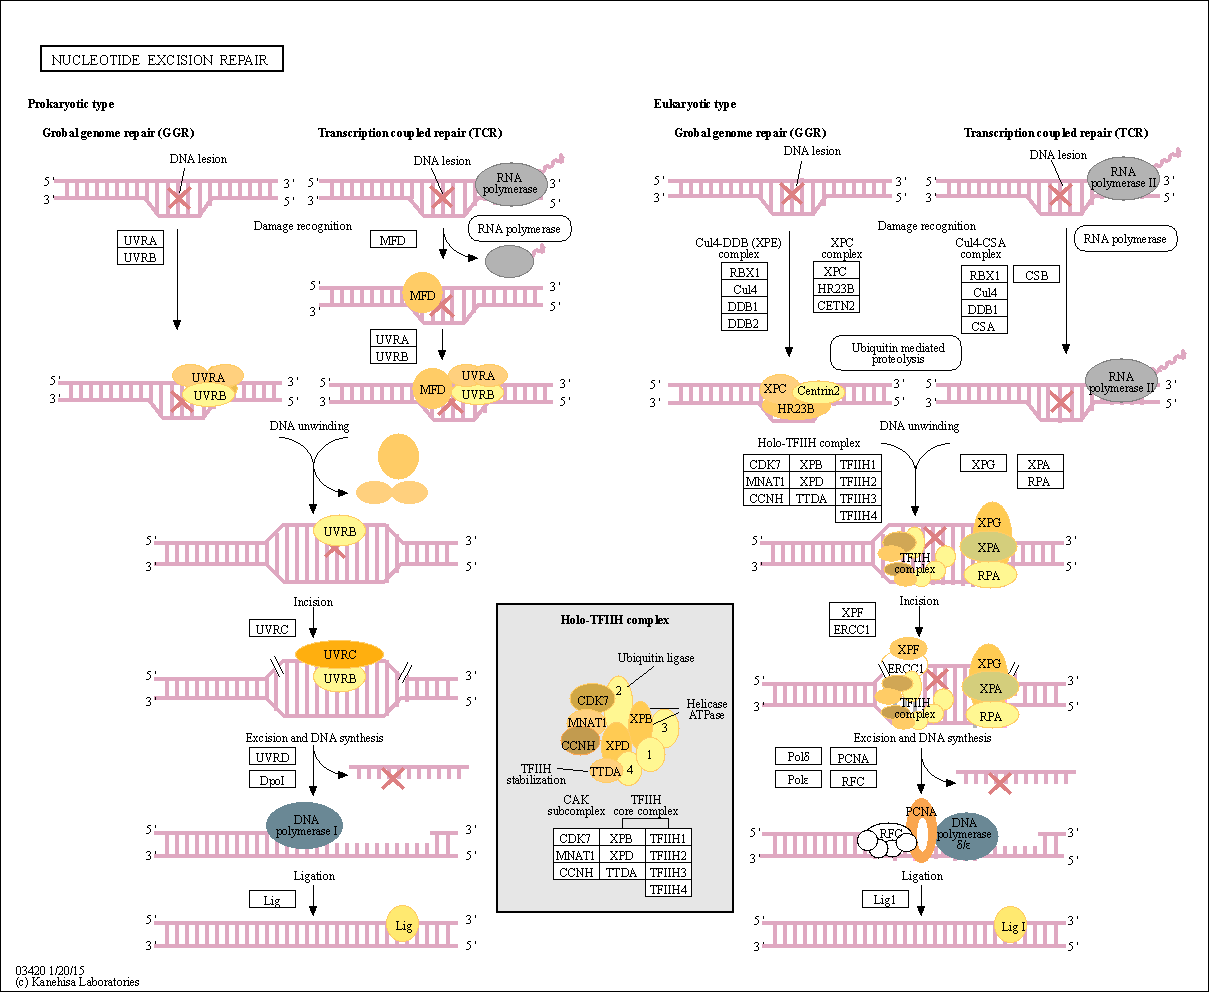 NUCLEOTIDE EXCISION REPAIR
Prokaryotic type
Grobal genome repair (GGR)
Transcription coupled repair (TCR)
DNA lesion
5'
3'
3'
5'
DNA lesion
RNA
polymerase
5'
3'
3'
5'
Damage recognition
UVRA
UVRB
MFD
RNA polymerase
MFD
5'
3'
3'
5'
UVRA
UVRB
UVRA
UVRB
5'
3'
3'
5'
MFD
UVRA
UVRB
5'
3'
3'
5'
DNA unwinding
UVRB
5'
3'
3'
5'
Incision
UVRC
UVRC
UVRB
5'
3'
3'
5'
Excision and DNA synthesis
UVRD
DpoI
DNA
polymerase I
5'
3'
3'
5'
Ligation
Lig
Lig
5'
3'
3'
5'
Holo-TFIIH complex
Ubiquitin ligase
CDK7
2
MNAT1
XPB
Helicase
ATPase
3
CCNH
XPD
1
TFIIH
stabilization
TTDA
4
CAK
subcomplex
TFIIH
core complex
CDK7
XPB
TFIIH1
MNAT1
XPD
TFIIH2
CCNH
TTDA
TFIIH3
TFIIH4
Eukaryotic type
Grobal genome repair (GGR)
Transcription coupled repair (TCR)
DNA lesion
5'
3'
3'
5'
DNA lesion
RNA
polymerase II
5'
3'
3'
5'
Damage recognition
RNA polymerase
Cul4-DDB (XPE)
complex
RBX1
Cul4
DDB1
DDB2
XPC
complex
XPC
HR23B
CETN2
Cul4-CSA
complex
RBX1
Cul4
DDB1
CSA
CSB
Ubiquitin mediated
proteolysis
XPC
Centrin2
HR23B
5'
3'
3'
5'
RNA
polymerase II
5'
3'
3'
5'
DNA unwinding
Holo-TFIIH complex
CDK7
XPB
TFIIH1
MNAT1
XPD
TFIIH2
CCNH
TTDA
TFIIH3
TFIIH4
XPG
XPA
RPA
XPG
XPA
RPA
TFIIH
complex
5'
3'
3'
5'
Incision
XPF
ERCC1
XPF
ERCC1
XPG
XPA
RPA
TFIIH
complex
5'
3'
3'
5'
Excision and DNA synthesis
Polδ
PCNA
Polε
RFC
PCNA
RFC
DNA
polymerase
δ/ε
5'
3'
3'
5'
Ligation
Lig1
Lig I
5'
3'
3'
5'
03420 1/20/15
(c) Kanehisa Laboratories